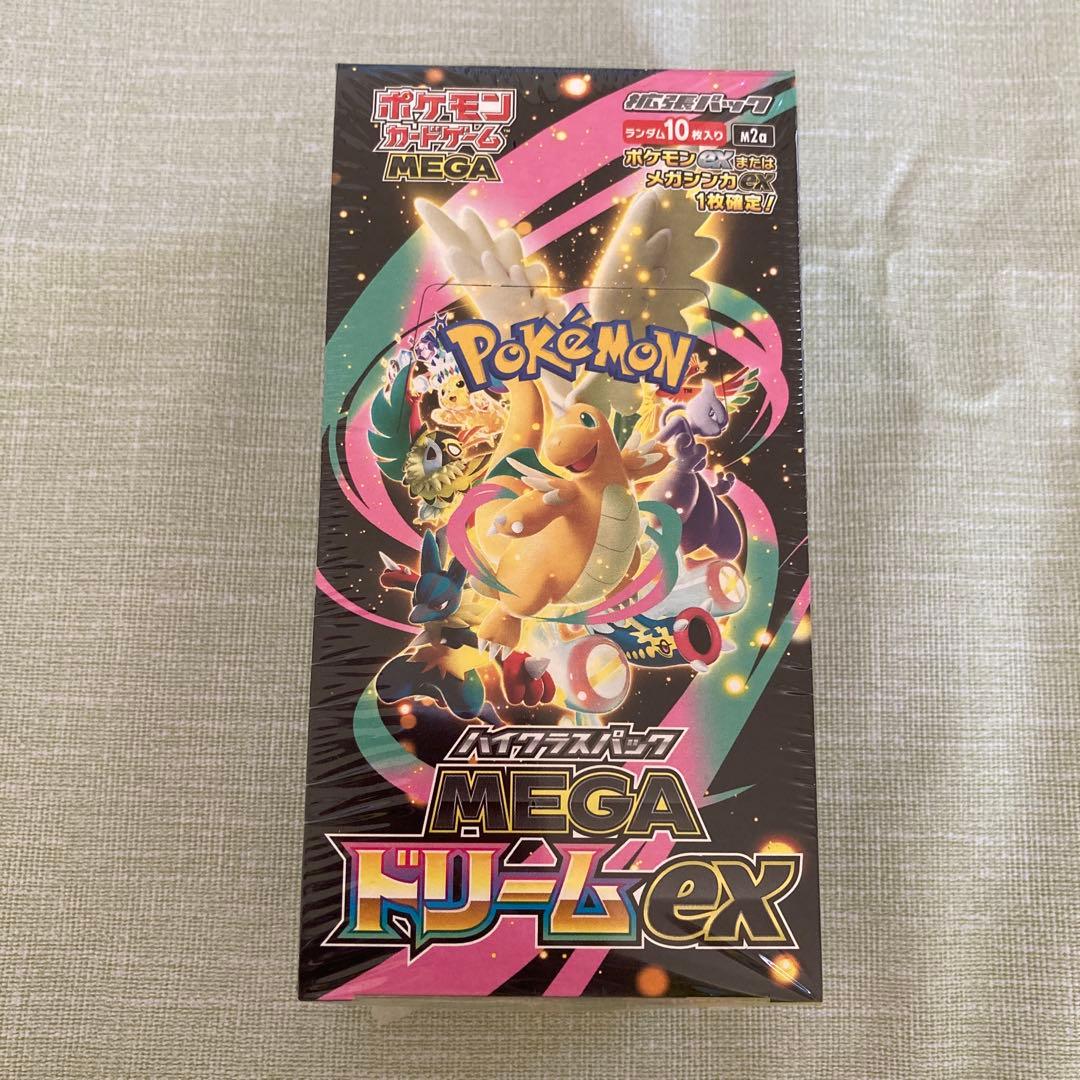 ポケモン
カードゲーム
MEGA
拡張パック
ランダム10枚入り M2a
ポケモンexまたは
メガシンカex
1枚確定!
POKéMON
ハイクラスパック
MEGA
ドリームex